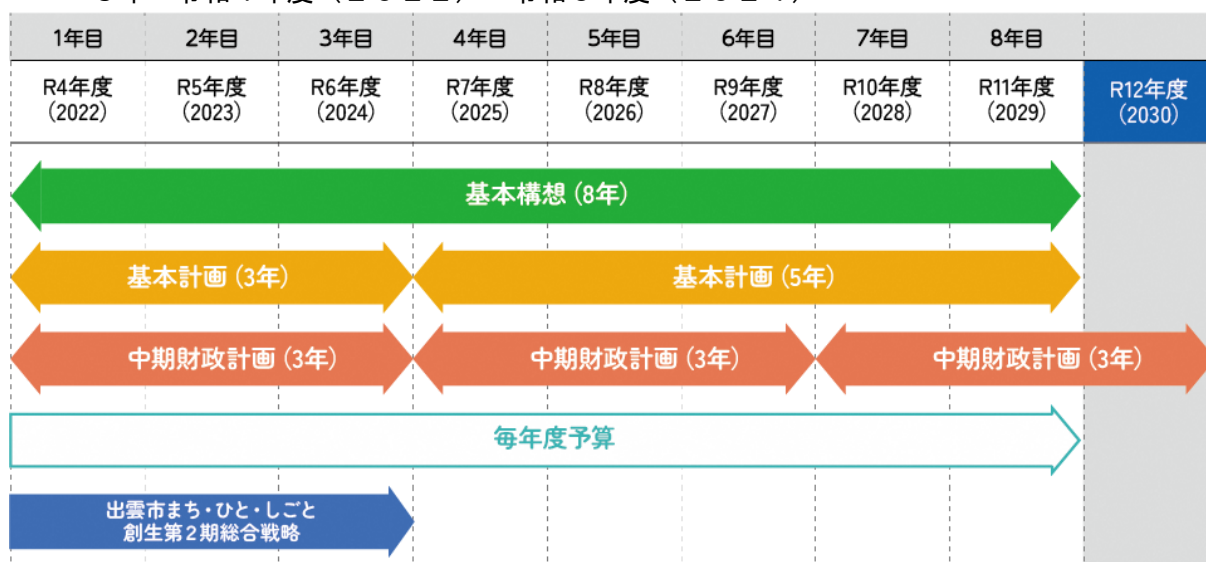 1年目 2年目 3年目 4年目 5年目 6年目 7年目 8年目
R4年度 R5年度 R6年度 R7年度 R8年度 R9年度 R10年度 R11年度 R12年度
(2022) (2023) (2024) (2025) (2026) (2027) (2028) (2029) (2030)
基本構想(8年)
基本計画(3年) 基本計画(5年)
中期財政計画(3年) 中期財政計画(3年) 中期財政計画(3年)
毎年度予算
出雲市まち・ひと・しごと
創生第2期総合戦略